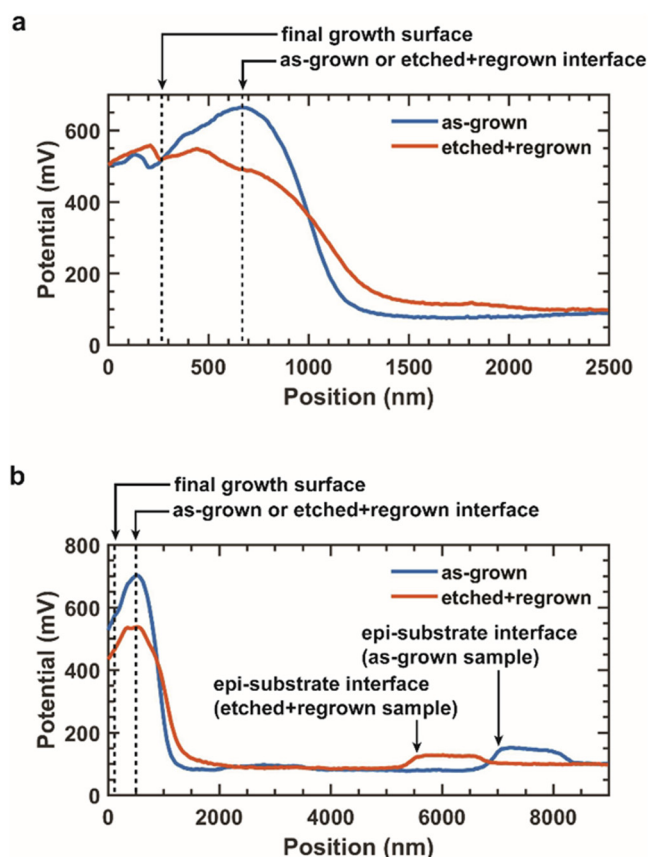 a
final growth surface
as-grown or etched+regrown interface
600
400
200
0
Potential (mV)
as-grown
etched+regrown
0
500
1000
1500
2000
2500
Position (nm)
b
final growth surface
as-grown or etched+regrown interface
800
600
400
200
0
Potential (mV)
as-grown
etched+regrown
epi-substrate interface
(as-grown sample)
epi-substrate interface
(etched+regrown sample)
0
2000
4000
6000
8000
Position (nm)